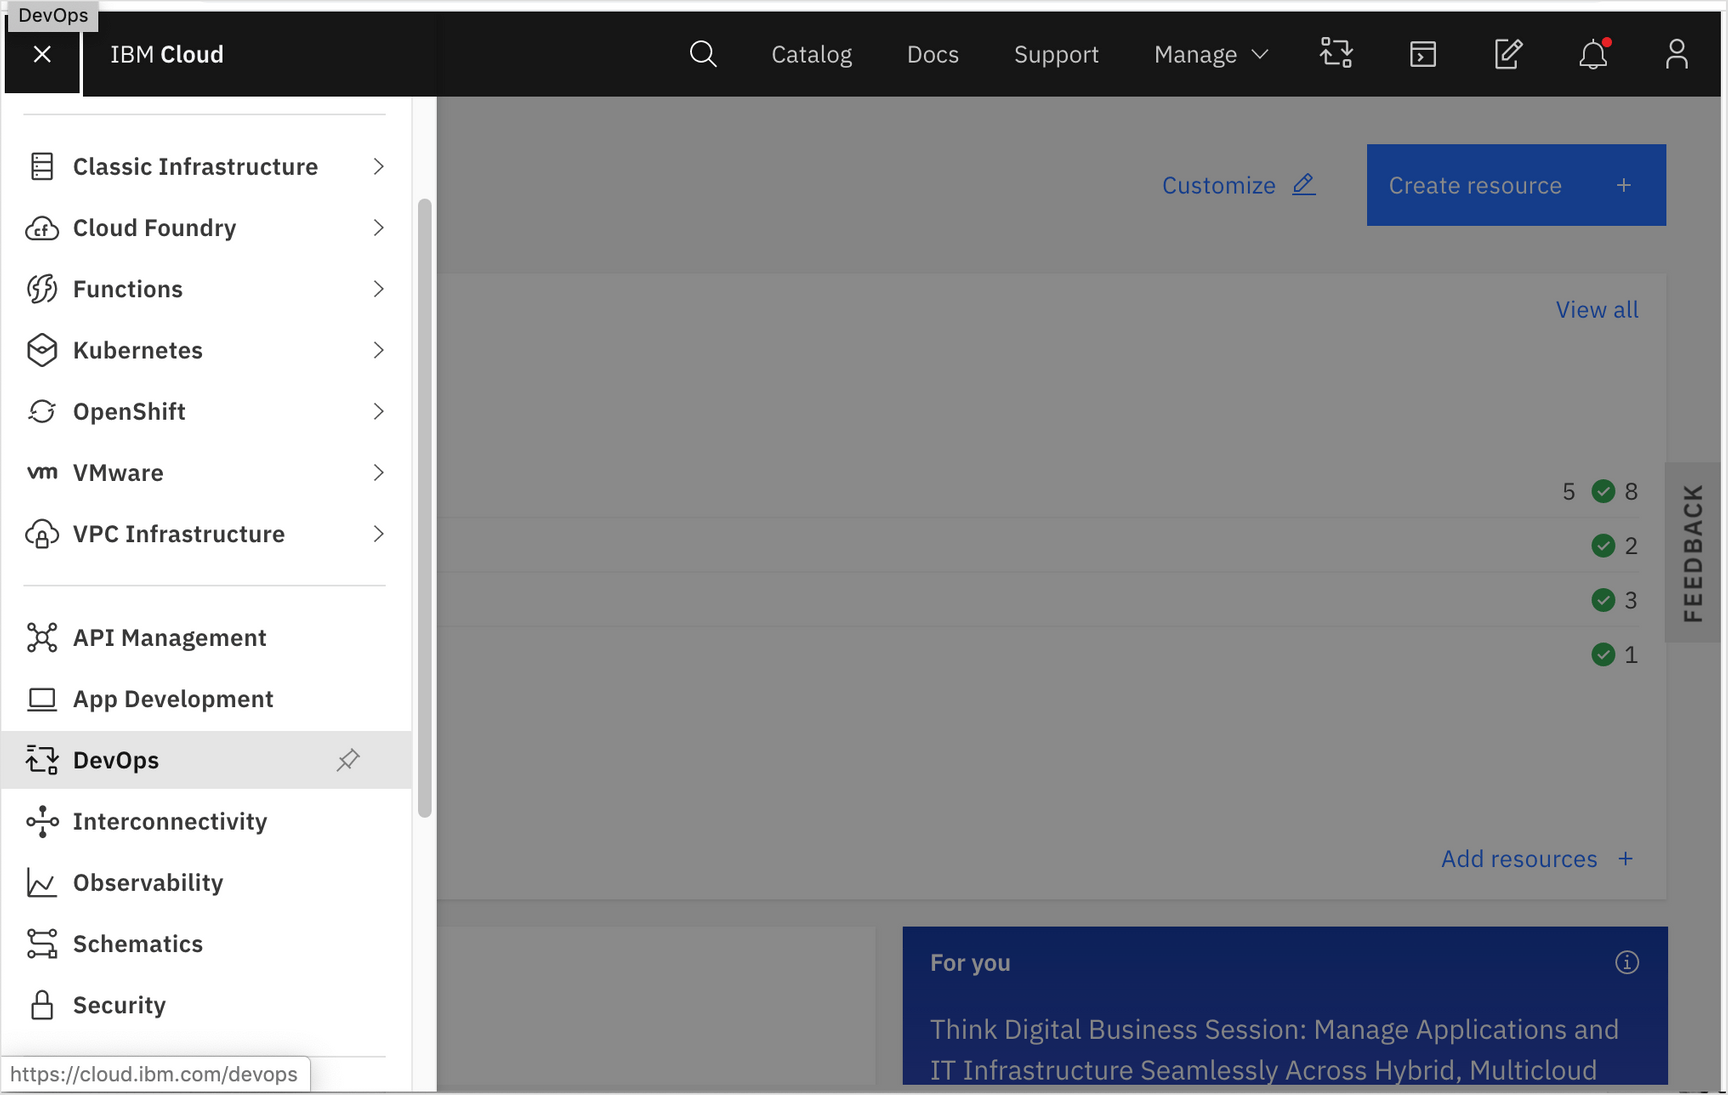 DevOps
IBM Cloud
Catalog
Docs
Support
Manage
Classic Infrastructure
Cloud Foundry
Functions
Kubernetes
OpenShift
vm VMware
VPC Infrastructure
API Management
App Development
DevOps
Interconnectivity
Observability
Schematics
Security
https://cloud.ibm.com/devops
Customize
Create resource +
View all
5 8
2
3
1
Add resources +
FEEDBACK
For you
Think Digital Business Session: Manage Applications and
IT Infrastructure Seamlessly Across Hybrid, Multicloud